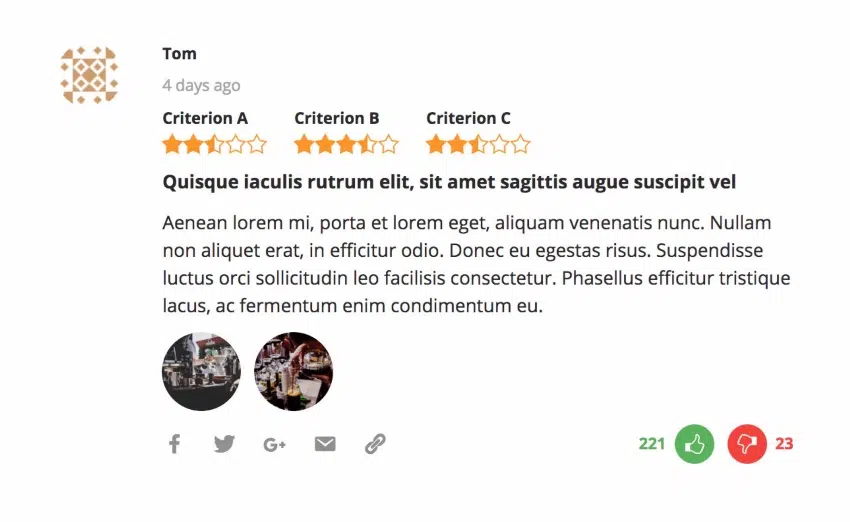 Tom
4 days ago
Criterion A Criterion B Criterion C
Quisque iaculis rutrum elit, sit amet sagittis augue suscipit vel
Aenean lorem mi, porta et lorem eget, aliquam venenatis nunc. Nullam
non aliquet erat, in efficitur odio. Donec eu egestas risus. Suspendisse
luctus orci sollicitudin leo facilisis consectetur. Phasellus efficitur tristique
lacus, ac fermentum enim condimentum eu.
G+
221 23